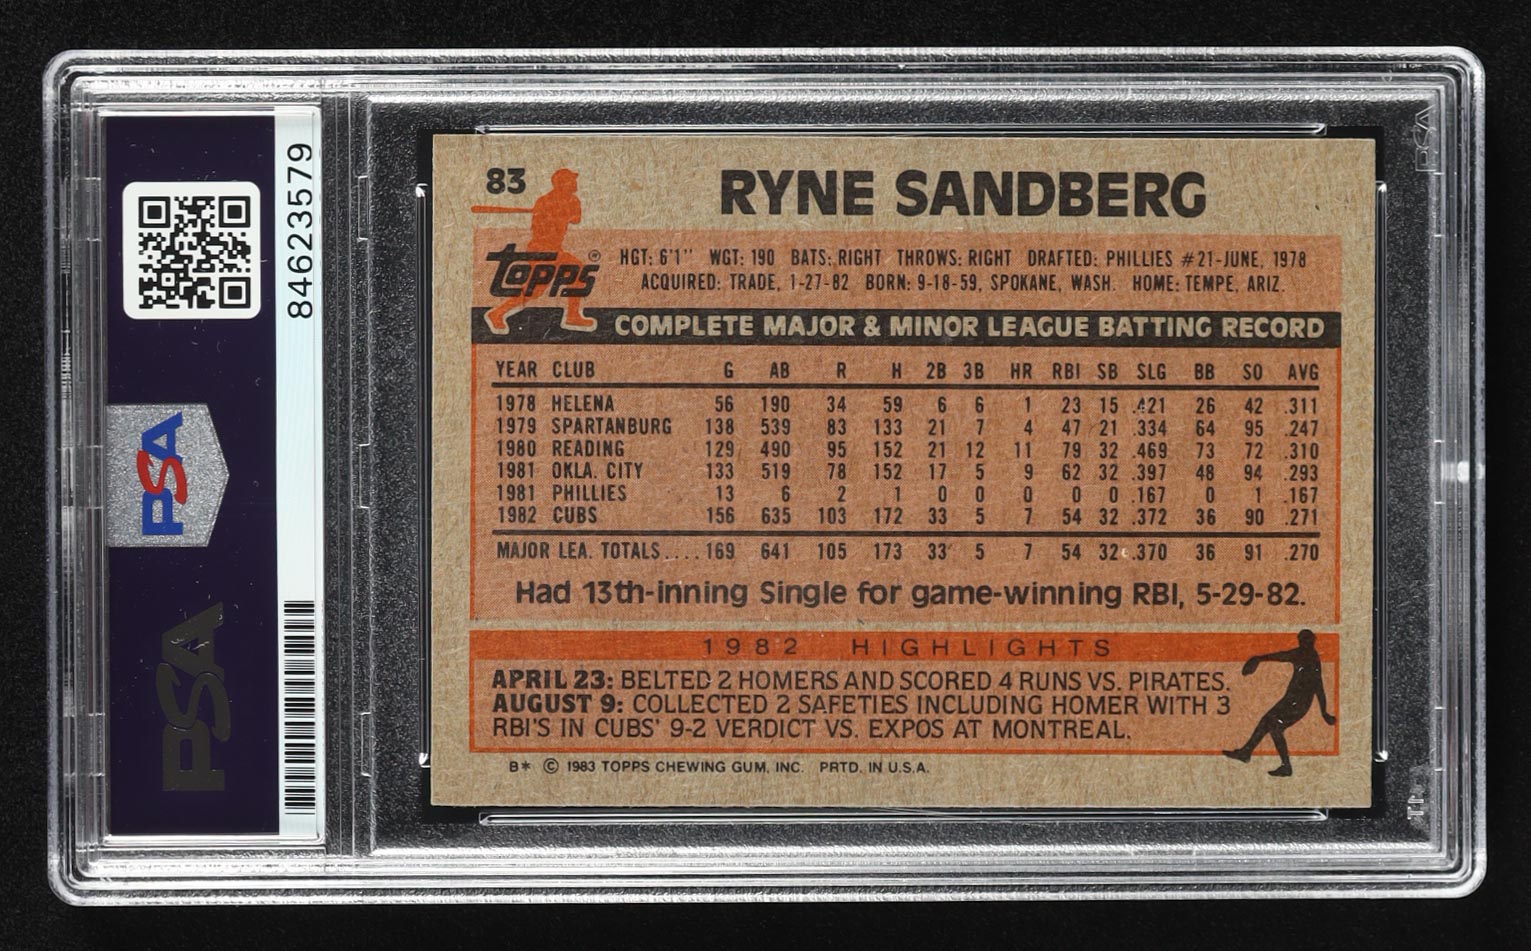 84623579
PSA
PSA
83
RYNE SANDBERG
topps®
HGT: 6'1" WGT: 190 BATS: RIGHT THROWS: RIGHT DRAFTED: PHILLIES #21-JUNE, 1978
ACQUIRED: TRADE, 1-27-82 BORN: 9-18-59, SPOKANE, WASH. HOME: TEMPE, ARIZ.
COMPLETE MAJOR & MINOR LEAGUE BATTING RECORD
YEAR CLUB G AB R H 2B 3B HR RBI SB SLG BB SO AVG
1978 HELENA 56 190 34 59 6 6 1 23 15 .421 26 42 .311
1979 SPARTANBURG 138 539 83 133 21 7 4 47 21 .334 64 95 .247
1980 READING 129 490 95 152 21 12 11 79 32 .469 73 72 .310
1981 OKLA. CITY 133 519 78 152 17 5 9 62 32 .397 48 94 .293
1981 PHILLIES 13 6 2 1 0 0 0 0 0 .167 0 1 .167
1982 CUBS 156 635 103 172 33 5 7 54 32 .372 36 90 .271
MAJOR LEA. TOTALS.... 169 641 105 173 33 5 7 54 32 .370 36 91 .270
Had 13th-inning Single for game-winning RBI, 5-29-82.
1982 HIGHLIGHTS
APRIL 23: BELTED 2 HOMERS AND SCORED 4 RUNS VS. PIRATES.
AUGUST 9: COLLECTED 2 SAFETIES INCLUDING HOMER WITH 3
RBI'S IN CUBS' 9-2 VERDICT VS. EXPOS AT MONTREAL.
B* © 1983 TOPPS CHEWING GUM, INC. PRTD. IN U.S.A.
PSA